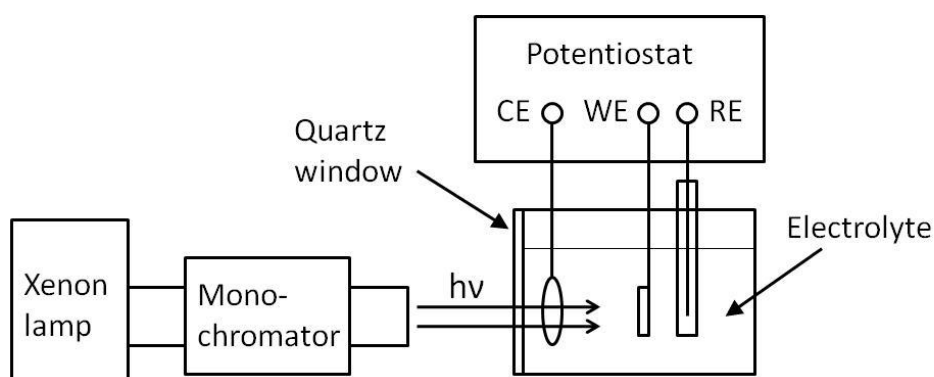 Potentiostat
CE WE RE
Quartz
window
Electrolyte
Xenon
lamp
Mono-
chromator
hν